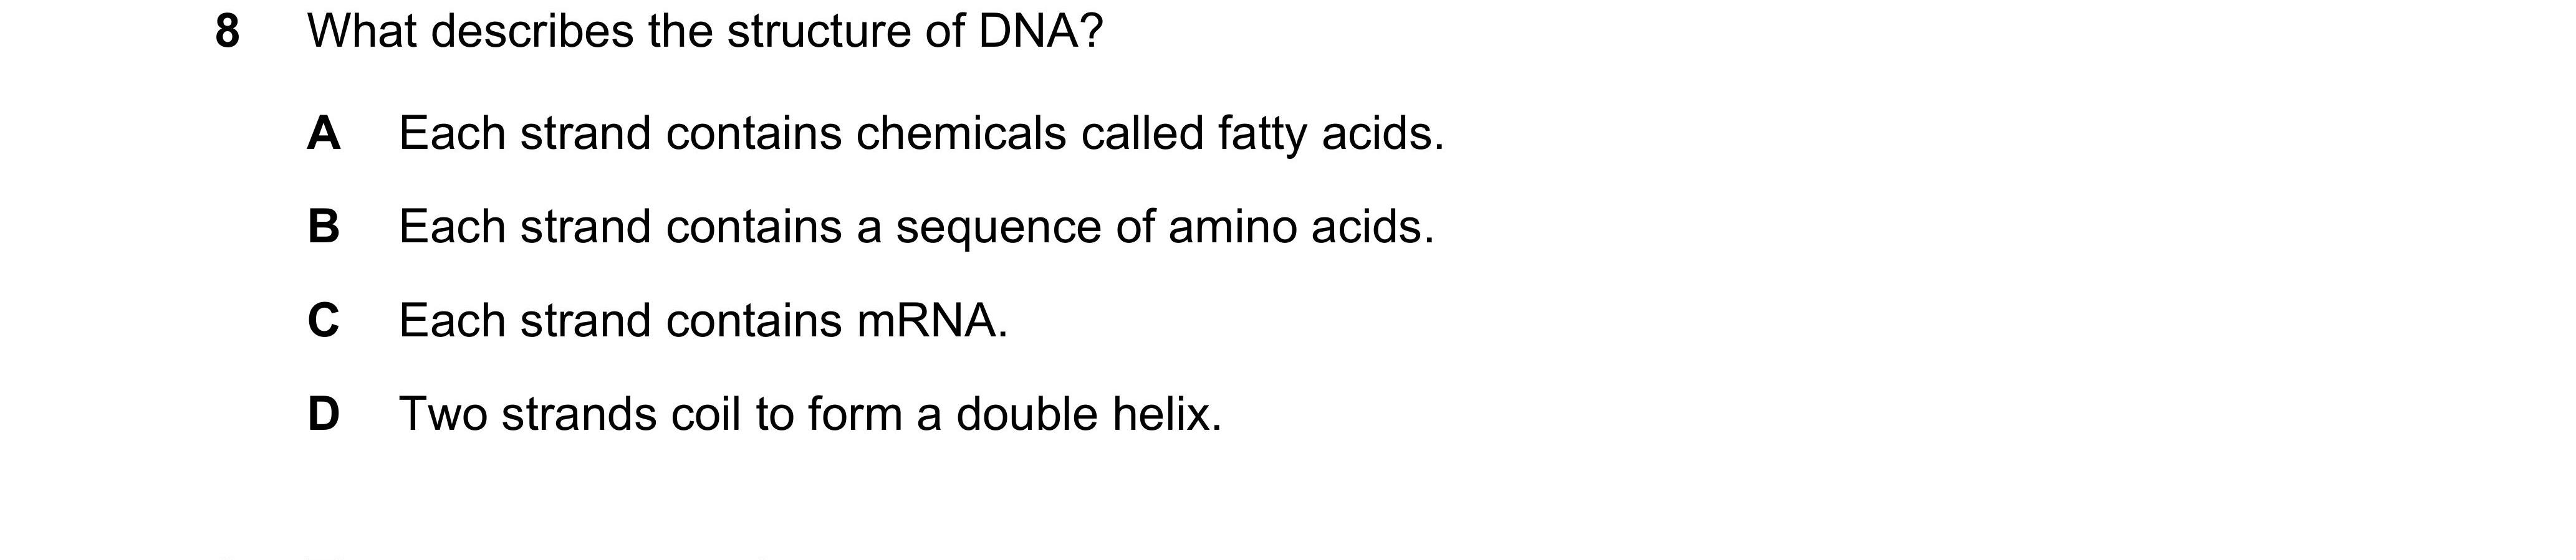 8 What describes the structure of DNA?
A Each strand contains chemicals called fatty acids.
B Each strand contains a sequence of amino acids.
C Each strand contains mRNA.
D Two strands coil to form a double helix.